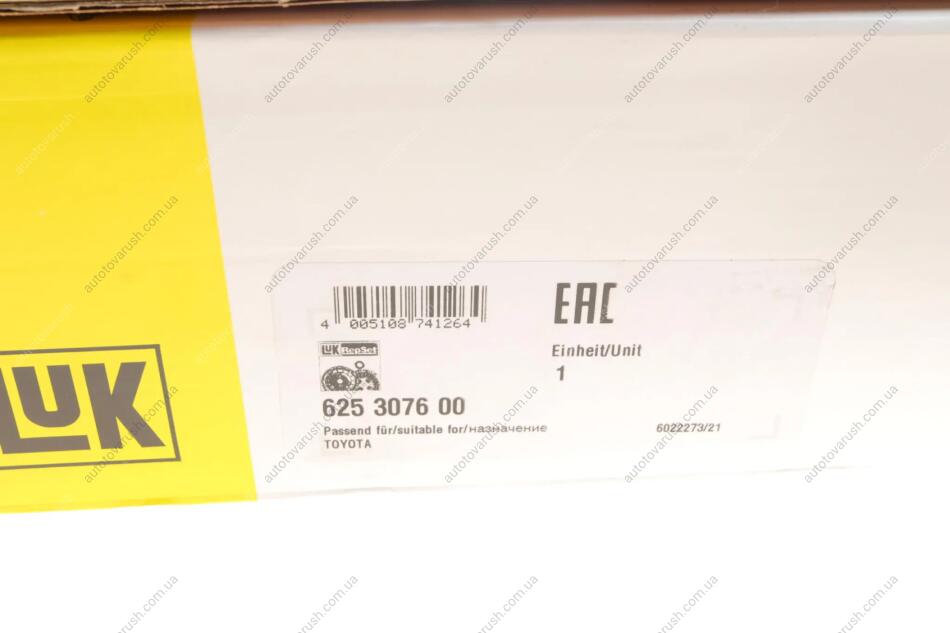 LUK
4 005108 741264
EAC
LUK RepSet
Einheit/Unit
1
625 3076 00
Passend für/suitable for/назначение
TOYOTA
6022273/21
autotovarush.com.ua